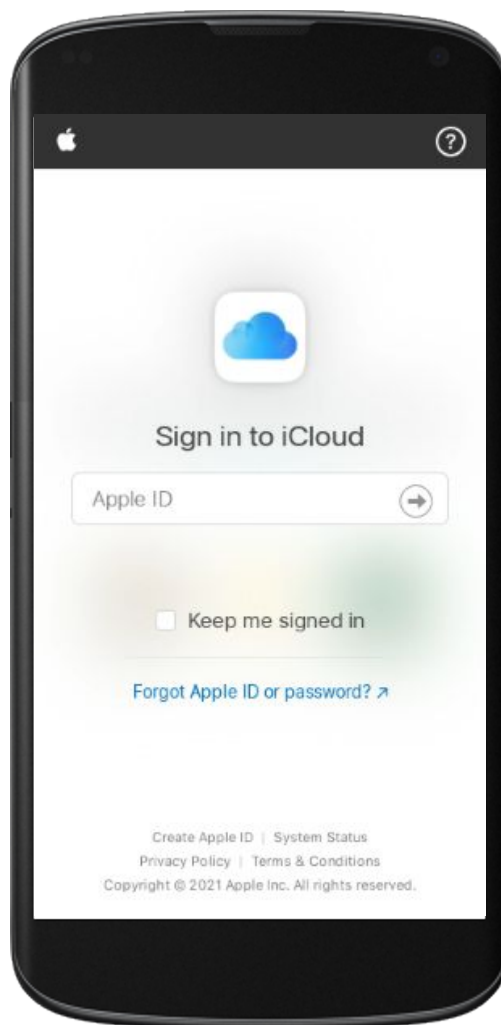 ?
Sign in to iCloud
Apple ID
Keep me signed in
Forgot Apple ID or password? ↗
Create Apple ID | System Status
Privacy Policy | Terms & Conditions
Copyright © 2021 Apple Inc. All rights reserved.